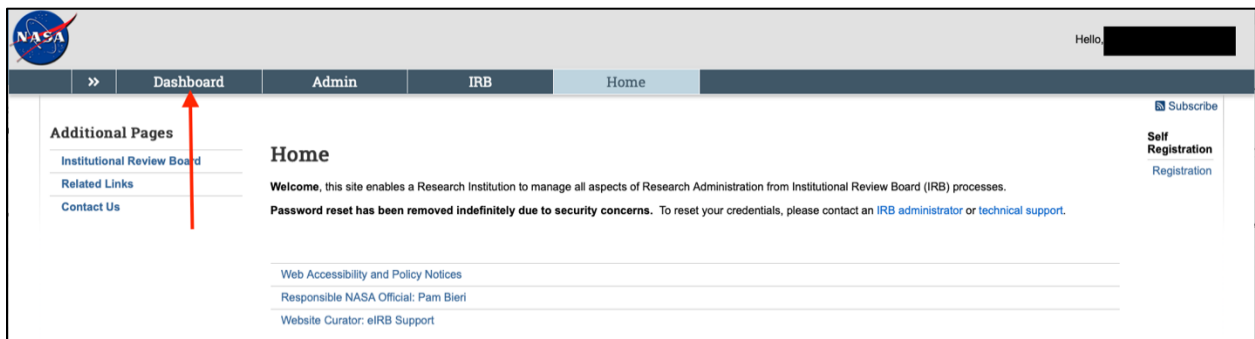 NASA
Hello,
» Dashboard Admin IRB Home
Subscribe
Additional Pages
Institutional Review Board
Related Links
Contact Us
Home
Welcome, this site enables a Research Institution to manage all aspects of Research Administration from Institutional Review Board (IRB) processes.
Password reset has been removed indefinitely due to security concerns. To reset your credentials, please contact an IRB administrator or technical support.
Web Accessibility and Policy Notices
Responsible NASA Official: Pam Bieri
Website Curator: eIRB Support
Self
Registration
Registration